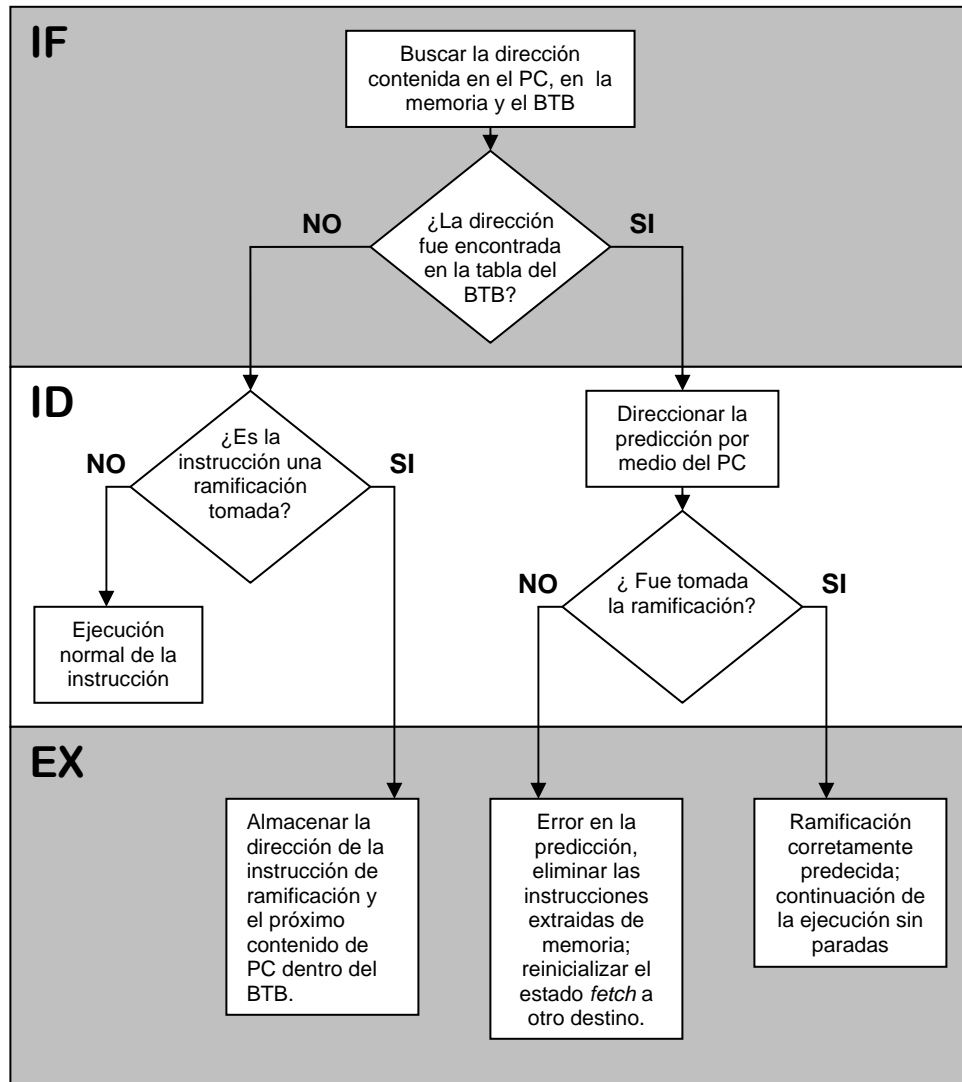 IF
Buscar la dirección
contenida en el PC, en la
memoria y el BTB
¿La dirección
fue encontrada
en la tabla del
BTB?
NO
SI
ID
¿Es la
instrucción una
ramificación
tomada?
NO
SI
Direccionar la
predicción por
medio del PC
¿ Fue tomada
la ramificación?
NO
SI
Ejecución
normal de la
instrucción
EX
Almacenar la
dirección de la
instrucción de
ramificación y
el próximo
contenido de
PC dentro del
BTB.
Error en la
predicción,
eliminar las
instrucciones
extraidas de
memoria;
reinicializar el
estado fetch a
otro destino.
Ramificación
corretamente
predecida;
continuación de
la ejecución sin
paradas